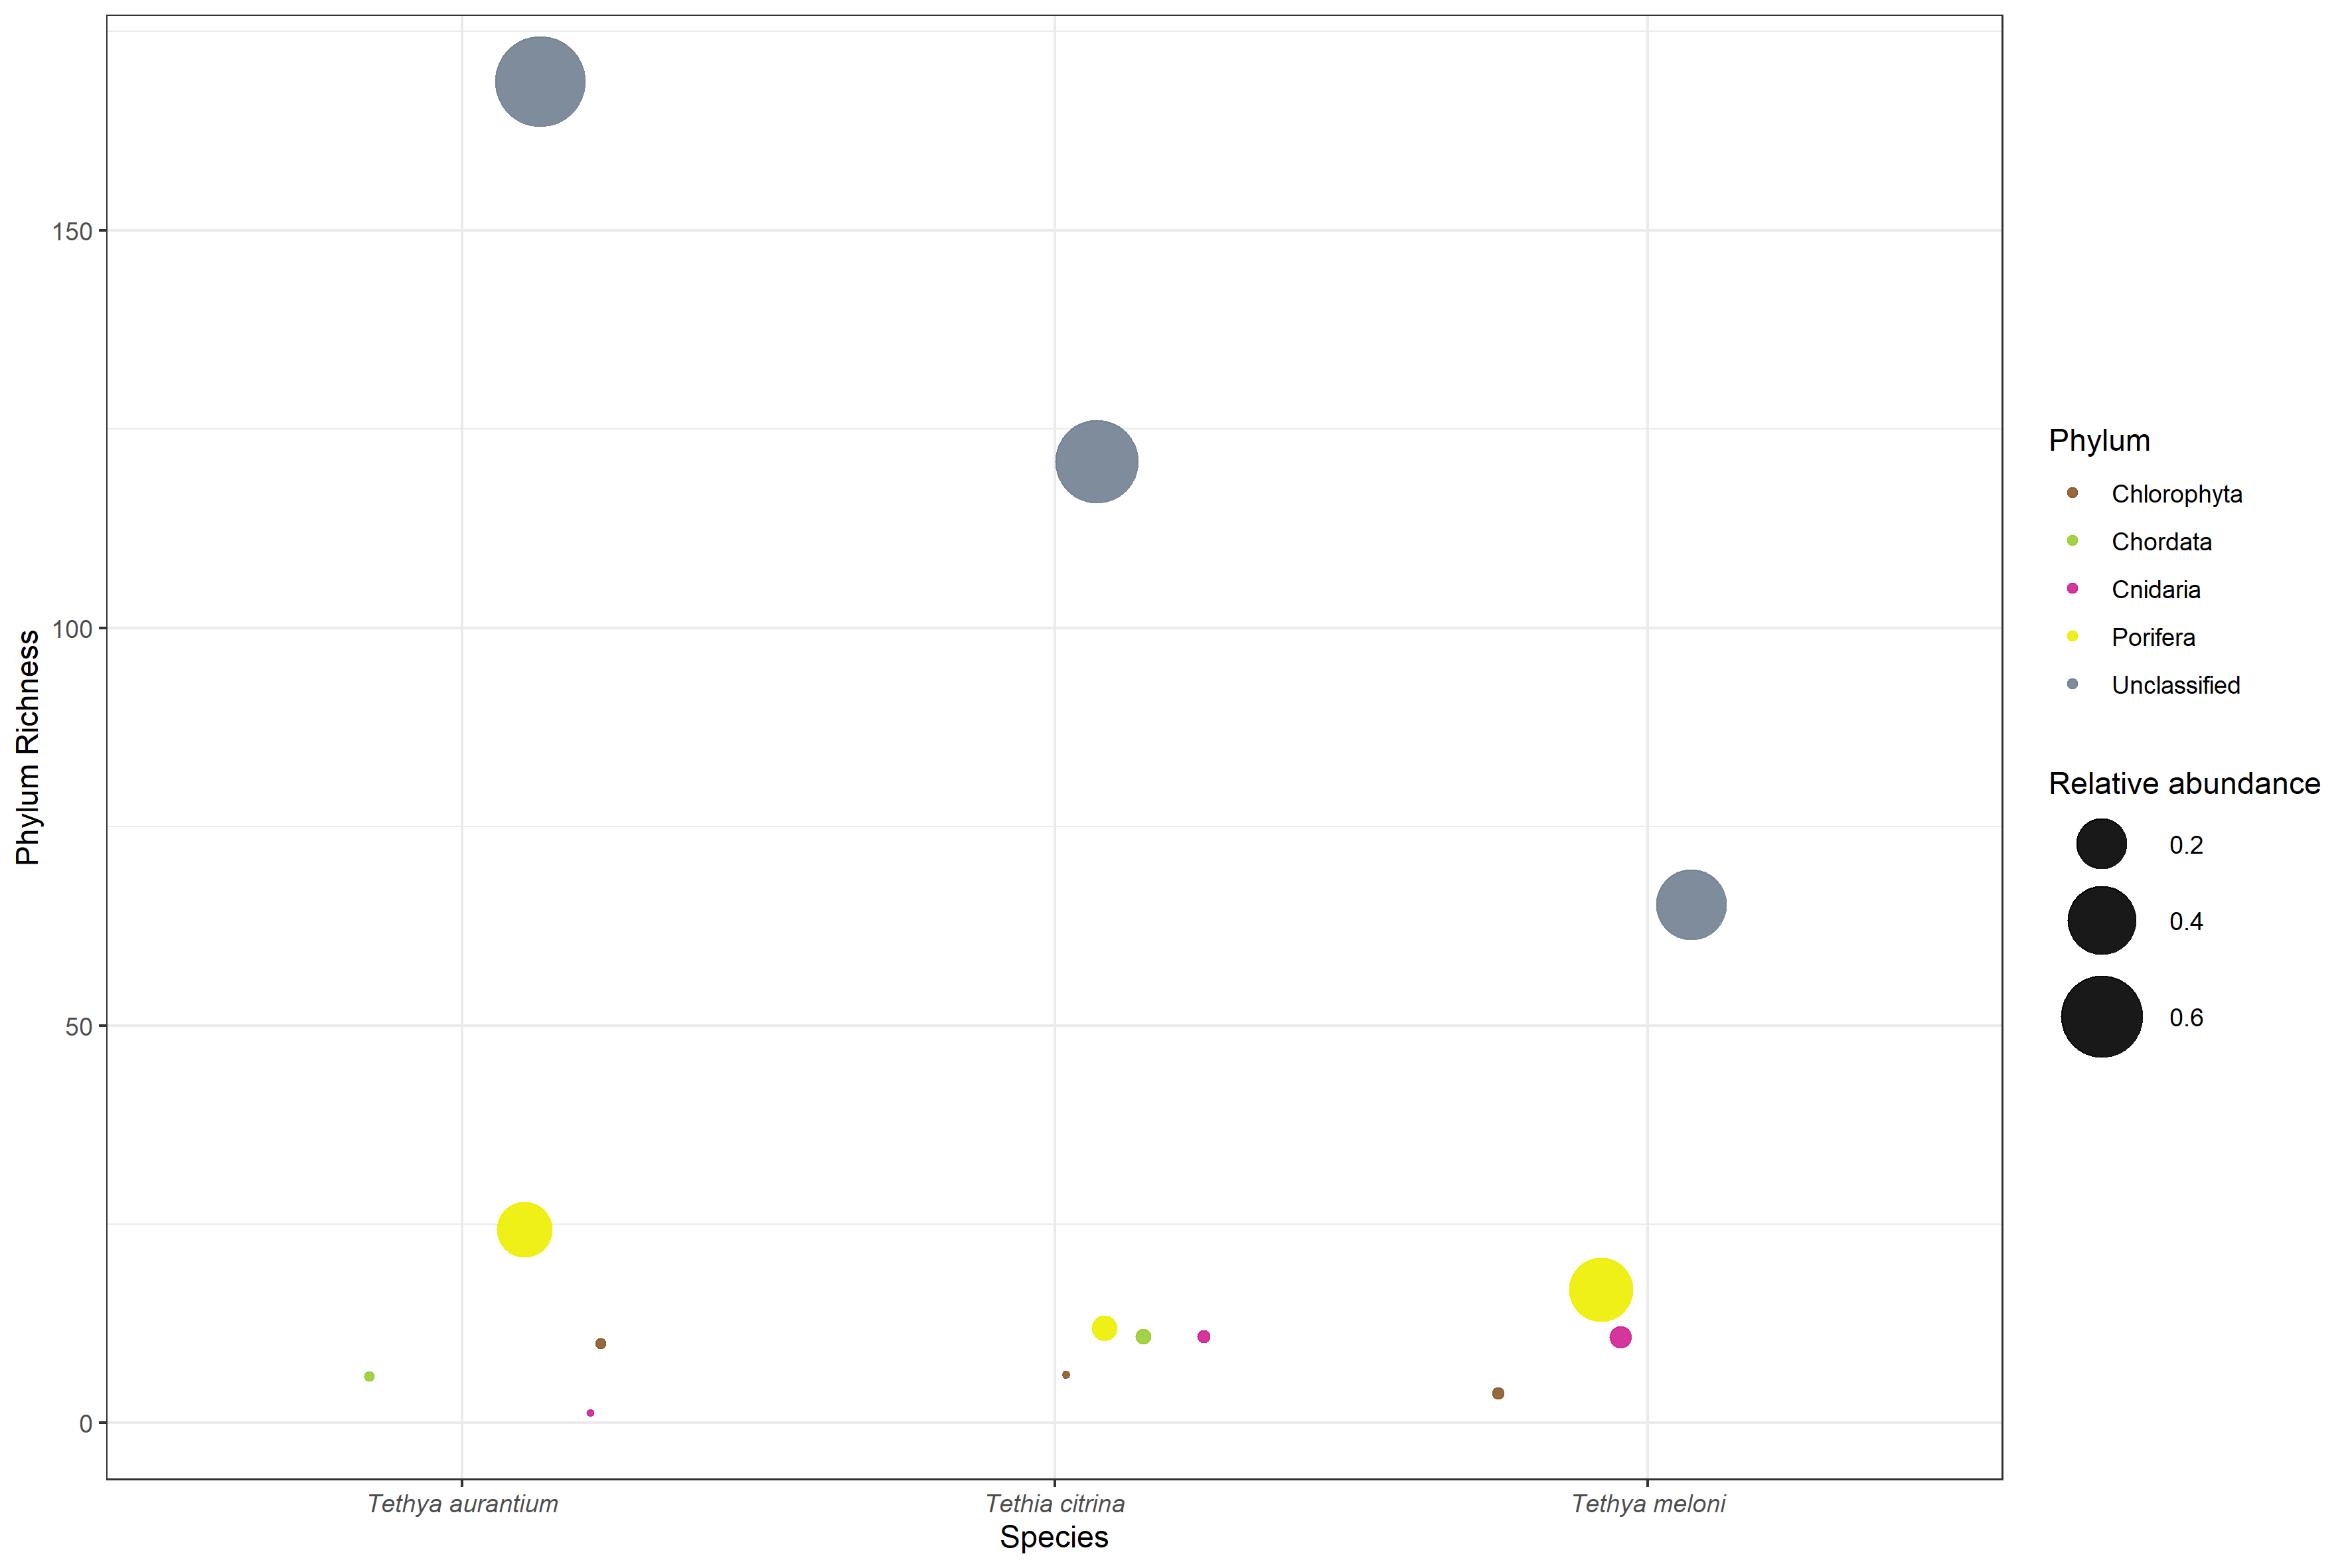 Phylum Richness
150
100
50
0
Tethya aurantium
Tethia citrina
Tethya meloni
Species
Phylum
Chlorophyta
Chordata
Cnidaria
Porifera
Unclassified
Relative abundance
0.2
0.4
0.6